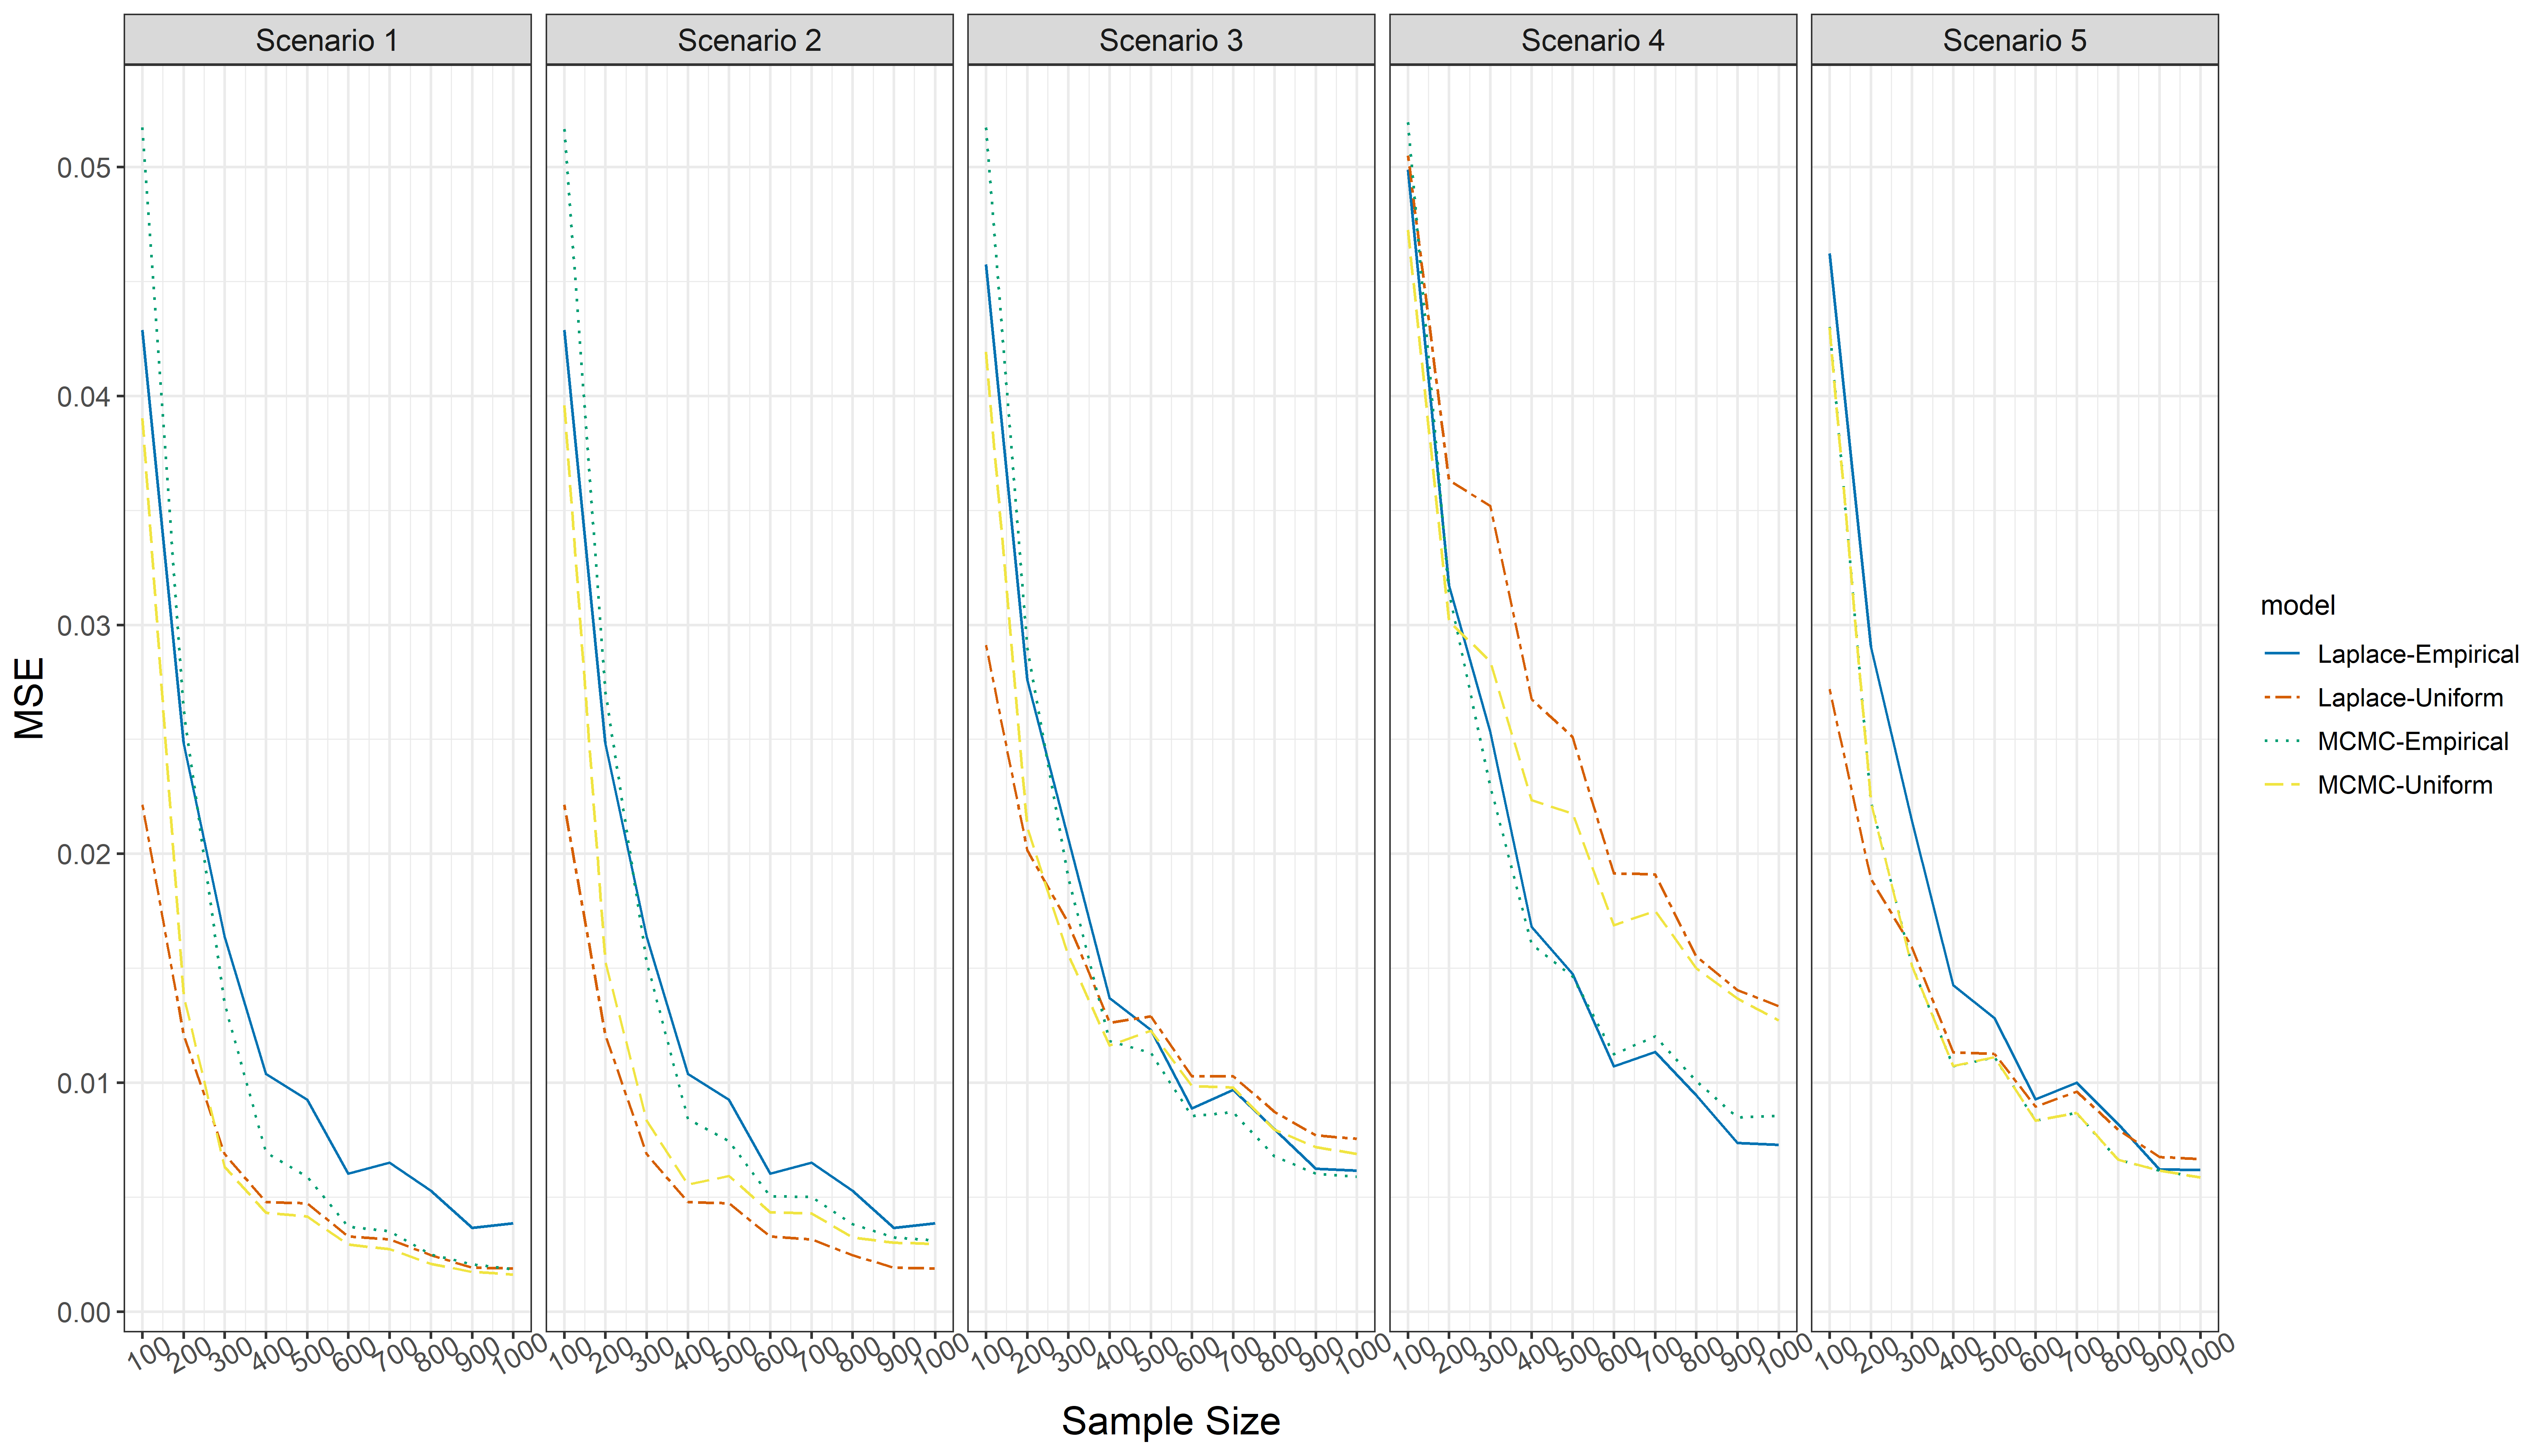 Scenario 1 Scenario 2 Scenario 3 Scenario 4 Scenario 5
0.05
0.04
0.03
0.02
0.01
0.00
MSE
100 200 300 400 500 600 700 800 900 1000 100 200 300 400 500 600 700 800 900 1000 100 200 300 400 500 600 700 800 900 1000 100 200 300 400 500 600 700 800 900 1000 100 200 300 400 500 600 700 800 900 1000
Sample Size
model
Laplace-Empirical
Laplace-Uniform
MCMC-Empirical
MCMC-Uniform